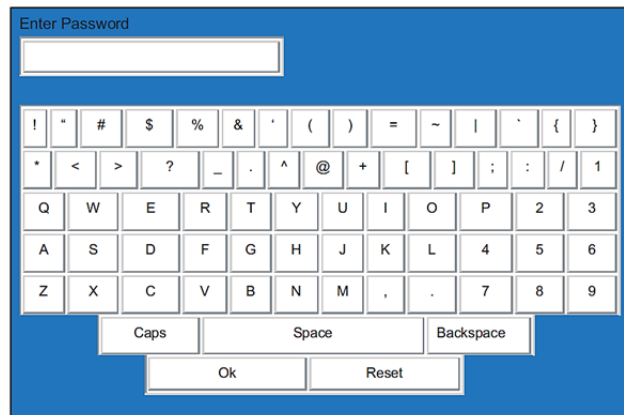 Enter Password
! “ # $ % & ‘ ( ) = ~ | ` { }
* < > ? _ . ^ @ + [ ] ; : / 1
Q W E R T Y U I O P 2 3
A S D F G H J K L 4 5 6
Z X C V B N M , . 7 8 9
Caps Space Backspace
Ok Reset